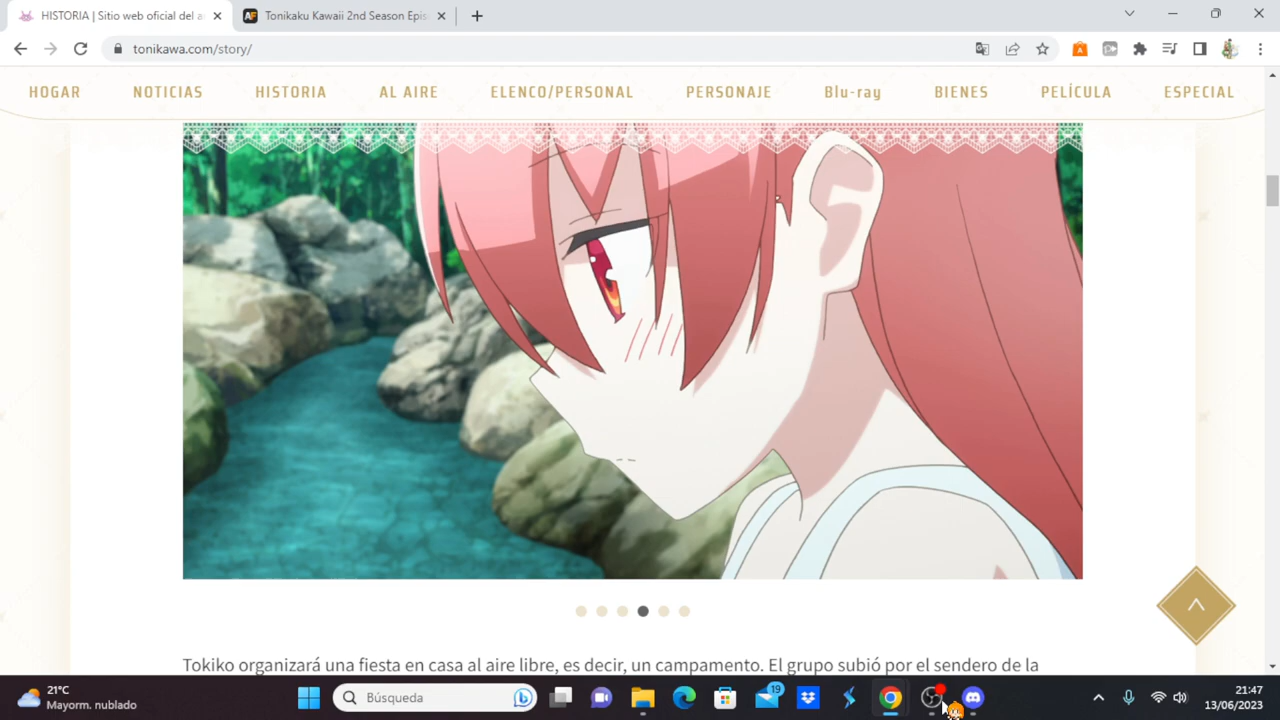 HISTORIA | Sitio web oficial del a
Tonikaku Kawaii 2nd Season Epis
tonikawa.com/story/
HOGAR NOTICIAS HISTORIA AL AIRE ELENCO/PERSONAL PERSONAJE Blu-ray BIENES PELÍCULA ESPECIAL
Tokiko organizará una fiesta en casa al aire libre, es decir, un campamento. El grupo subió por el sendero de la
21°C
Mayorm. nublado
Búsqueda
19
21:47
13/06/2023